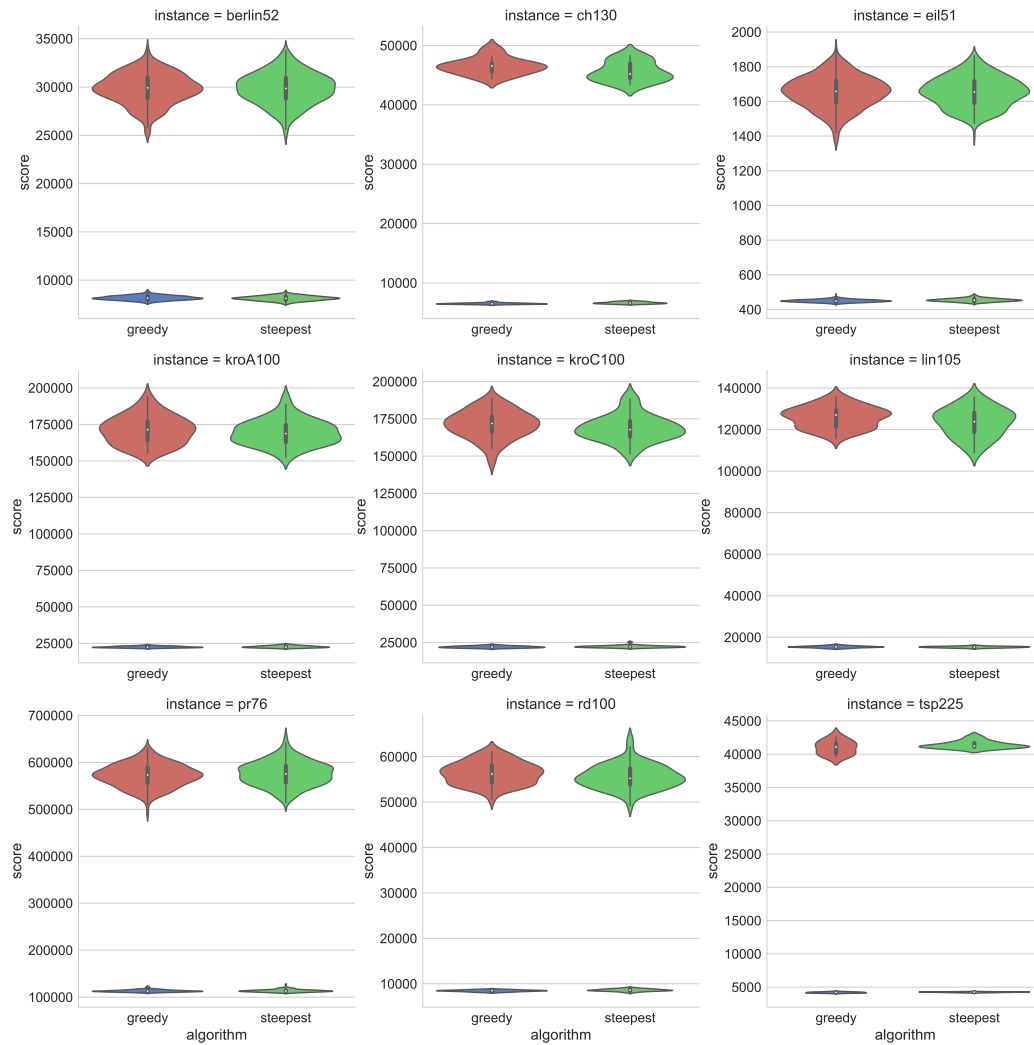 instance = berlin52
instance = ch130
instance = eil51
score
35000
30000
25000
20000
15000
10000
greedy
steepest
score
50000
40000
30000
20000
10000
greedy
steepest
score
2000
1800
1600
1400
1200
1000
800
600
400
greedy
steepest
instance = kroA100
instance = kroC100
instance = lin105
score
200000
175000
150000
125000
100000
75000
50000
25000
greedy
steepest
score
200000
175000
150000
125000
100000
75000
50000
25000
greedy
steepest
score
140000
120000
100000
80000
60000
40000
20000
greedy
steepest
instance = pr76
instance = rd100
instance = tsp225
score
700000
600000
500000
400000
300000
200000
100000
greedy
steepest
algorithm
score
60000
50000
40000
30000
20000
10000
greedy
steepest
algorithm
score
45000
40000
35000
30000
25000
20000
15000
10000
5000
greedy
steepest
algorithm